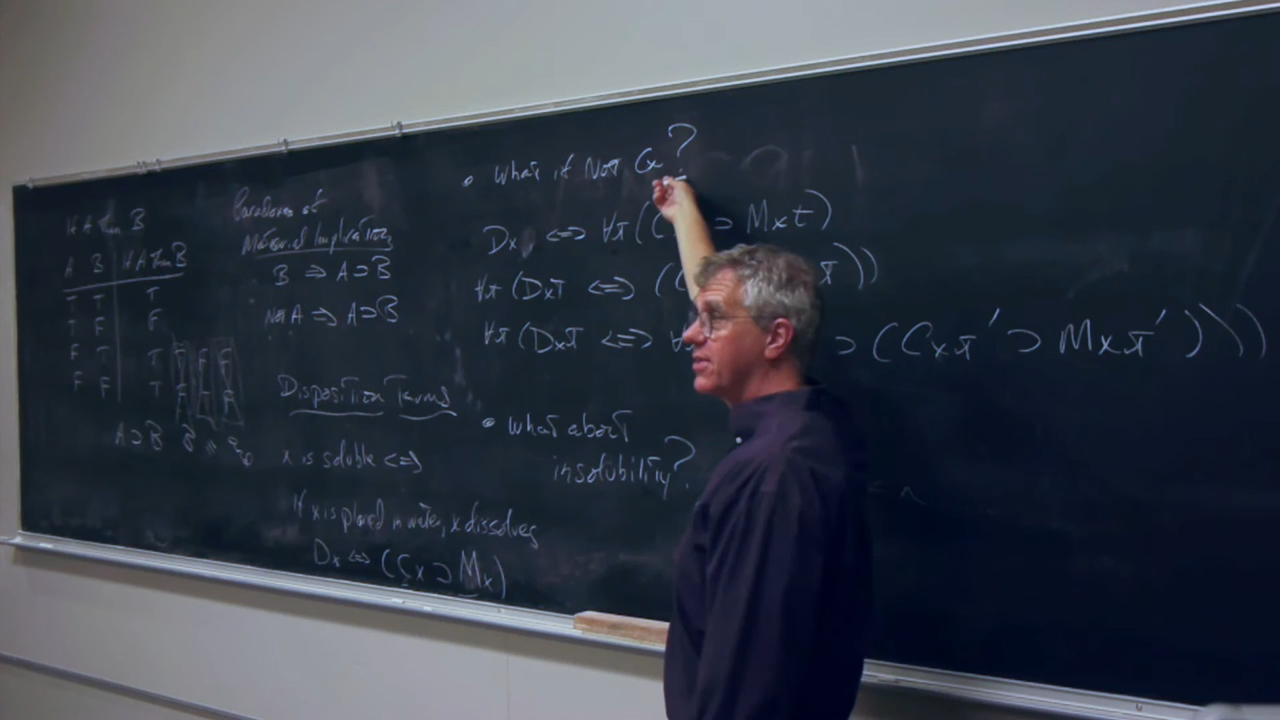 If A Then B
A B If A Then B
T T T
T F F
F T T F F F
F F T F F F
A ⊃ B B
Paradoxes of
Material Implication
B ⇒ A ⊃ B
Not A ⇒ A ⊃ B
Disposition Terms
x is soluble <=>
If x is placed in water, x dissolves
Dx <=> (Cx ⊃ Mx)
• What if Not Cx?
Dx <=> ∀t(C ⊃ Mxt)
∀t (Dxt <=> (( t))
∀t (Dxt <=> ⊃ ((Cxt' ⊃ Mxt')))
• What about
insolubility?